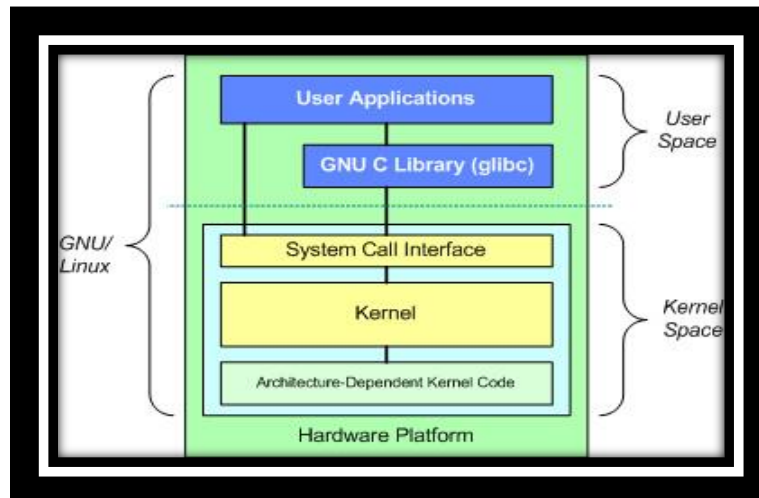 User Applications
GNU C Library (glibc)
User
Space
GNU/
Linux
System Call Interface
Kernel
Architecture-Dependent Kernel Code
Kernel
Space
Hardware Platform